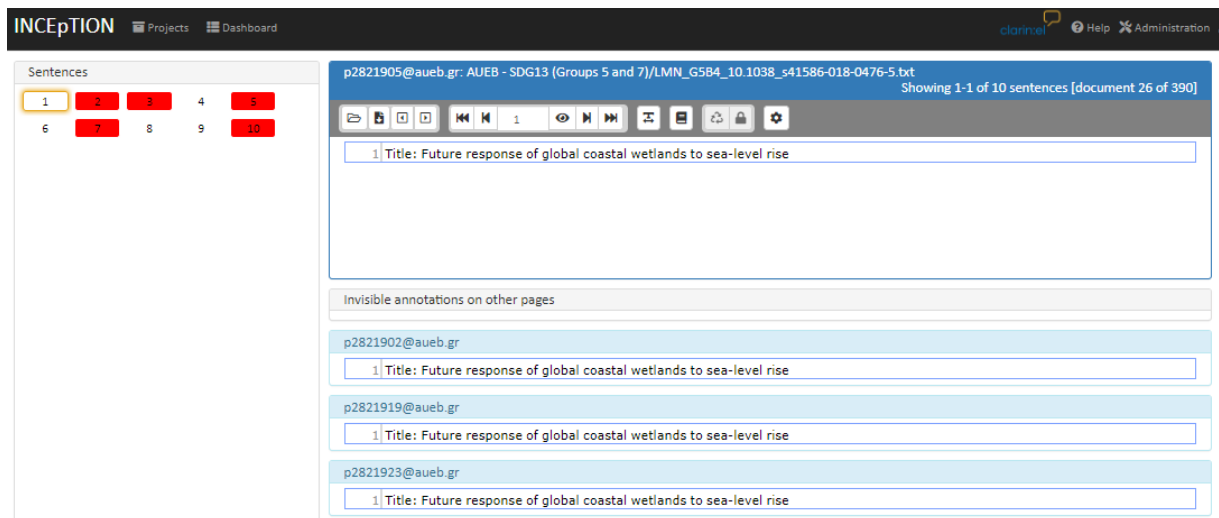 INCEpTION Projects Dashboard clarin:el Help Administration
Sentences
1 2 3 4 5
6 7 8 9 10
p2821905@aueb.gr: AUEB - SDG13 (Groups 5 and 7)/LMN_G5B4_10.1038_s41586-018-0476-5.txt
Showing 1-1 of 10 sentences [document 26 of 390]
1
1 Title: Future response of global coastal wetlands to sea-level rise
Invisible annotations on other pages
p2821902@aueb.gr
1 Title: Future response of global coastal wetlands to sea-level rise
p2821919@aueb.gr
1 Title: Future response of global coastal wetlands to sea-level rise
p2821923@aueb.gr
1 Title: Future response of global coastal wetlands to sea-level rise